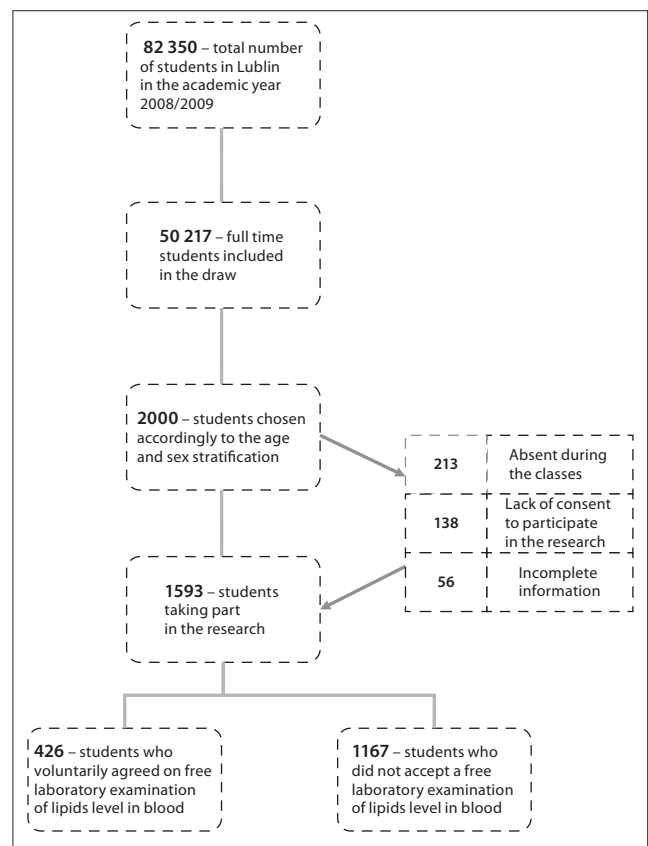 82 350 – total number
of students in Lublin
in the academic year
2008/2009
50 217 – full time
students included
in the draw
2000 – students chosen
accordingly to the age
and sex stratification
213
Absent during
the classes
138
Lack of consent
to participate
in the research
56
Incomplete
information
1593 – students
taking part
in the research
426 – students who
voluntarily agreed on free
laboratory examination
of lipids level in blood
1167 – students who
did not accept a free
laboratory examination
of lipids level in blood